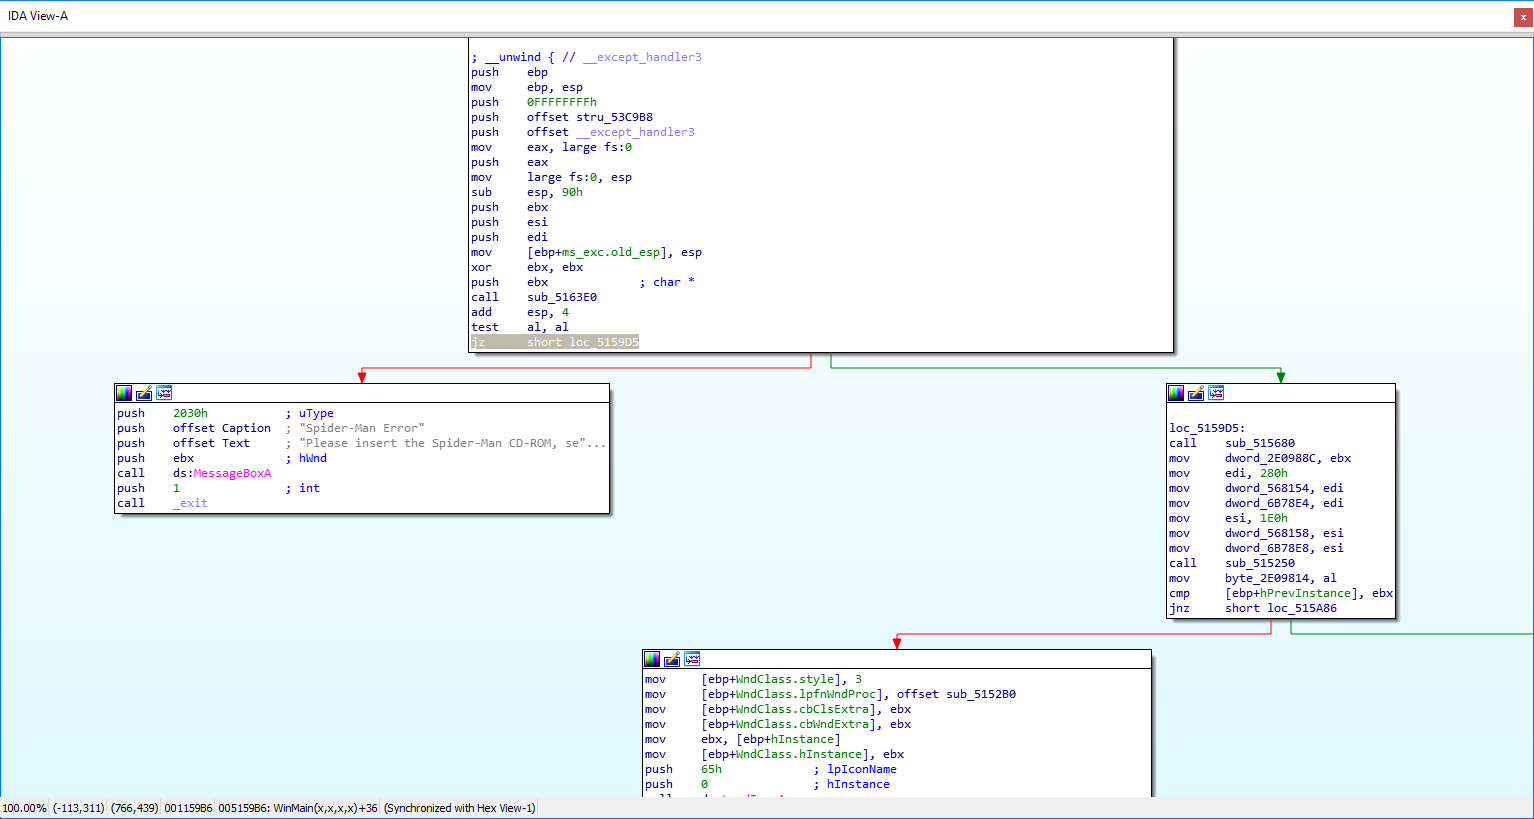 IDA View-A
; __unwind { // __except_handler3
push ebp
mov ebp, esp
push 0FFFFFFFFh
push offset stru_53C9B8
push offset __except_handler3
mov eax, large fs:0
push eax
mov large fs:0, esp
sub esp, 90h
push ebx
push esi
push edi
mov [ebp+ms_exc.old_esp], esp
xor ebx, ebx
push ebx ; char *
call sub_5163E0
add esp, 4
test al, al
jz short loc_5159D5
push 2030h ; uType
push offset Caption ; "Spider-Man Error"
push offset Text ; "Please insert the Spider-Man CD-ROM, se"...
push ebx ; hWnd
call ds:MessageBoxA
push 1 ; int
call _exit
loc_5159D5:
call sub_515680
mov dword_2E0988C, ebx
mov edi, 280h
mov dword_568154, edi
mov dword_6B78E4, edi
mov esi, 1E0h
mov dword_568158, esi
mov dword_6B78E8, esi
call sub_515250
mov byte_2E09814, al
cmp [ebp+hPrevInstance], ebx
jnz short loc_515A86
mov [ebp+WndClass.style], 3
mov [ebp+WndClass.lpfnWndProc], offset sub_5152B0
mov [ebp+WndClass.cbClsExtra], ebx
mov [ebp+WndClass.cbWndExtra], ebx
mov ebx, [ebp+hInstance]
mov [ebp+WndClass.hInstance], ebx
push 65h ; lpIconName
push 0 ; hInstance
100.00% (-113,311) (766,439) 001159B6 005159B6: WinMain(x,x,x,x)+36 (Synchronized with Hex View-1)